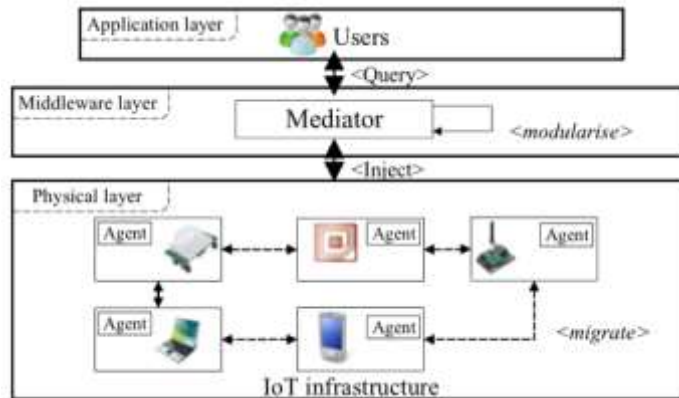 Application layer
Users
<Query>
Middleware layer
Mediator
<modularise>
<Inject>
Physical layer
Agent
Agent
Agent
Agent
Agent
<migrate>
IoT infrastructure